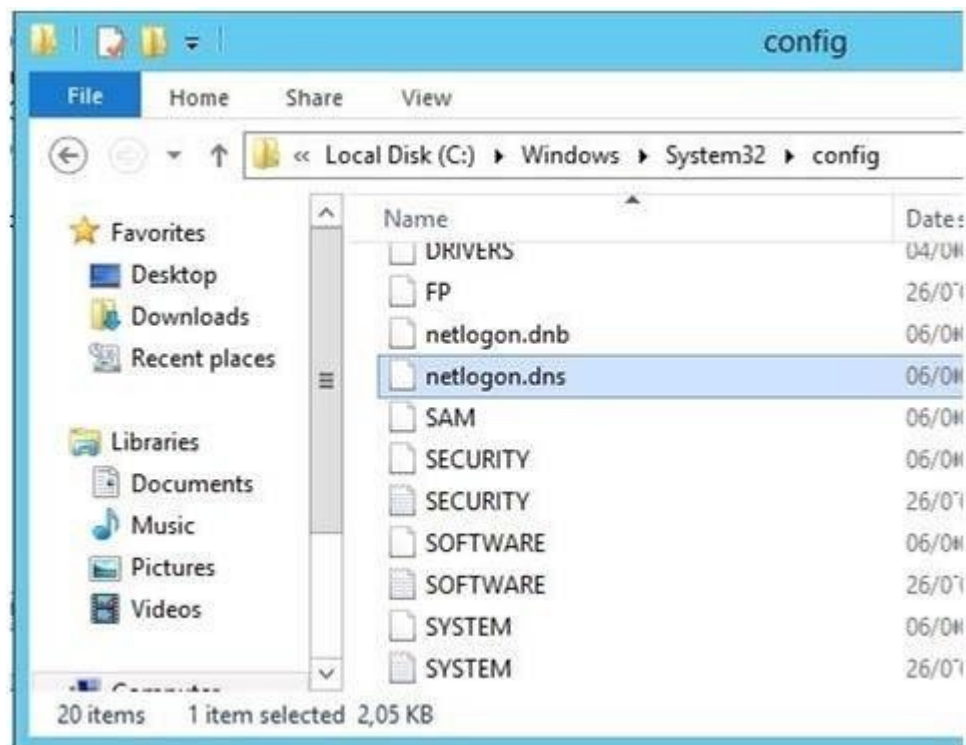 config
File Home Share View
« Local Disk (C:) Windows System32 config
Name
Favorites
DRIVERS
Desktop
FP
Downloads
netlogon.dnb
Recent places
netlogon.dns
SAM
Libraries
SECURITY
Documents
SECURITY
Music
SOFTWARE
Pictures
SOFTWARE
Videos
SYSTEM
SYSTEM
20 items 1 item selected 2,05 KB